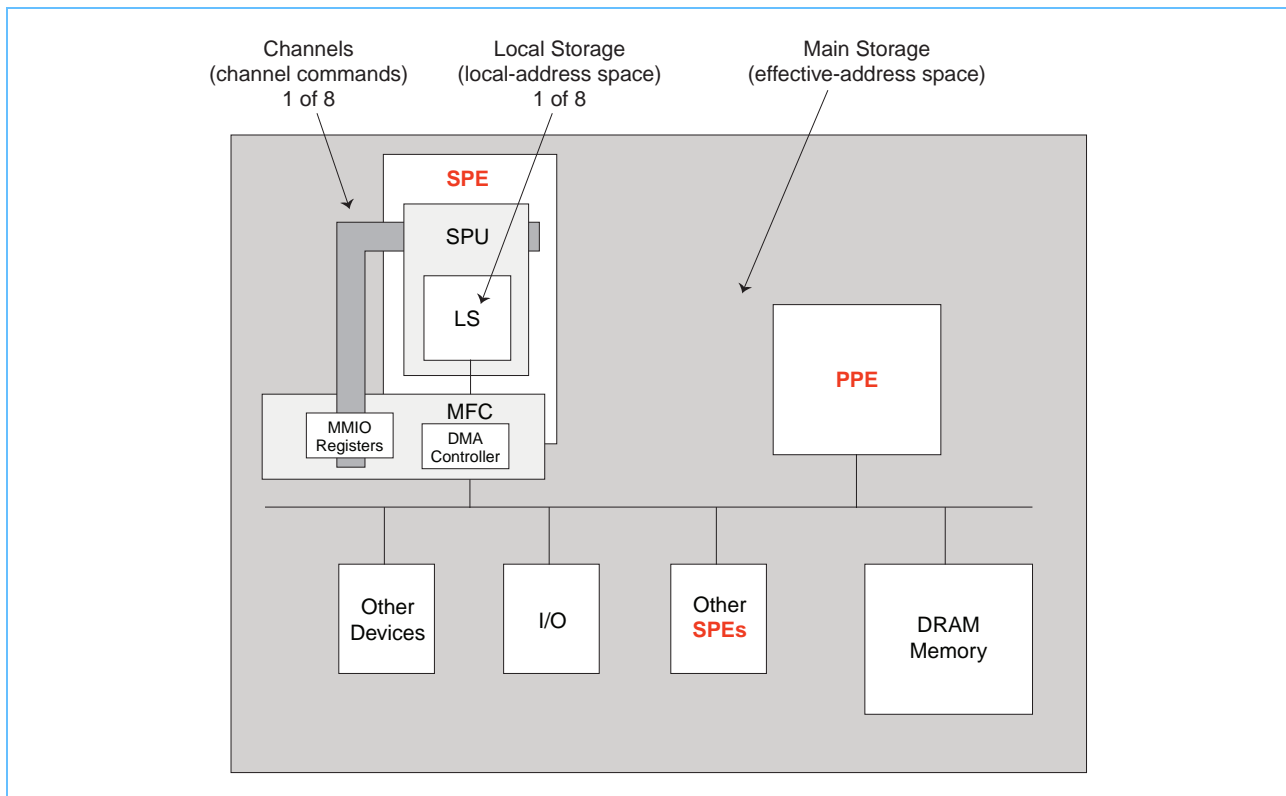 Channels
(channel commands)
1 of 8
Local Storage
(local-address space)
1 of 8
Main Storage
(effective-address space)
SPE
SPU
LS
PPE
MFC
MMIO
Registers
DMA
Controller
Other
Devices
I/O
Other
SPEs
DRAM
Memory